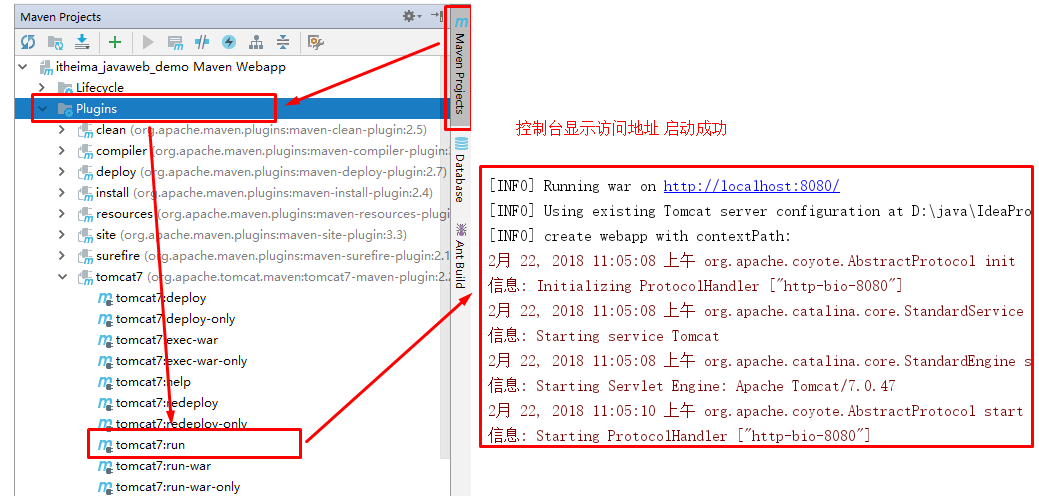 Maven Projects
itheima_javaweb_demo Maven Webapp
Lifecycle
Plugins
clean (org.apache.maven.plugins:maven-clean-plugin:2.5)
compiler (org.apache.maven.plugins:maven-compiler-plugin:
deploy (org.apache.maven.plugins:maven-deploy-plugin:2.7)
install (org.apache.maven.plugins:maven-install-plugin:2.4)
resources (org.apache.maven.plugins:maven-resources-plugi
site (org.apache.maven.plugins:maven-site-plugin:3.3)
surefire (org.apache.maven.plugins:maven-surefire-plugin:2.1
tomcat7 (org.apache.tomcat.maven:tomcat7-maven-plugin:2.
tomcat7:deploy
tomcat7:deploy-only
tomcat7:exec-war
tomcat7:exec-war-only
tomcat7:help
tomcat7:redeploy
tomcat7:redeploy-only
tomcat7:run
tomcat7:run-war
tomcat7:run-war-only
Maven Projects
Database
Ant Build
控制台显示访问地址 启动成功
[INFO] Running war on http://localhost:8080/
[INFO] Using existing Tomcat server configuration at D:\java\IdeaPro
[INFO] create webapp with contextPath:
2月 22, 2018 11:05:08 上午 org.apache.coyote.AbstractProtocol init
信息: Initializing ProtocolHandler ["http-bio-8080"]
2月 22, 2018 11:05:08 上午 org.apache.catalina.core.StandardService
信息: Starting service Tomcat
2月 22, 2018 11:05:08 上午 org.apache.catalina.core.StandardEngine s
信息: Starting Servlet Engine: Apache Tomcat/7.0.47
2月 22, 2018 11:05:10 上午 org.apache.coyote.AbstractProtocol start
信息: Starting ProtocolHandler ["http-bio-8080"]